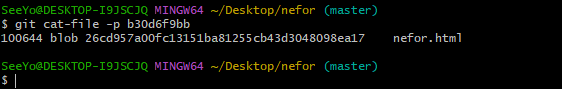 SeeYo@DESKTOP-I9JSCJQ MINGW64 ~/Desktop/nefor (master)
$ git cat-file -p b30d6f9bb
100644 blob 26cd957a00fc13151ba81255cb43d3048098ea17    nefor.html
SeeYo@DESKTOP-I9JSCJQ MINGW64 ~/Desktop/nefor (master)
$